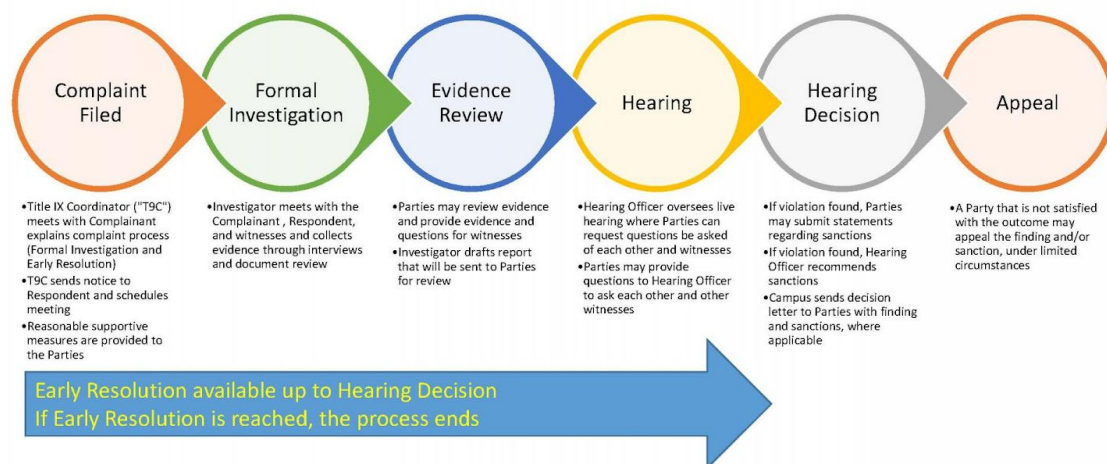 Complaint
Filed
Formal
Investigation
Evidence
Review
Hearing
Hearing
Decision
Appeal
•Title IX Coordinator ("T9C")
meets with Complainant
explains complaint process
(Formal Investigation and
Early Resolution)
•T9C sends notice to
Respondent and schedules
meeting
•Reasonable supportive
measures are provided to
the Parties
•Investigator meets with the
Complainant , Respondent,
and witnesses and collects
evidence through interviews
and document review
•Parties may review evidence
and provide evidence and
questions for witnesses
•Investigator drafts report
that will be sent to Parties
for review
•Hearing Officer oversees live
hearing where Parties can
request questions be asked
of each other and witnesses
•Parties may provide
questions to Hearing Officer
to ask each other and other
witnesses
•If violation found, Parties
may submit statements
regarding sanctions
•If violation found, Hearing
Officer recommends
sanctions
•Campus sends decision
letter to Parties with finding
and sanctions, where
applicable
•A Party that is not satisfied
with the outcome may
appeal the finding and/or
sanction, under limited
circumstances
Early Resolution available up to Hearing Decision
If Early Resolution is reached, the process ends